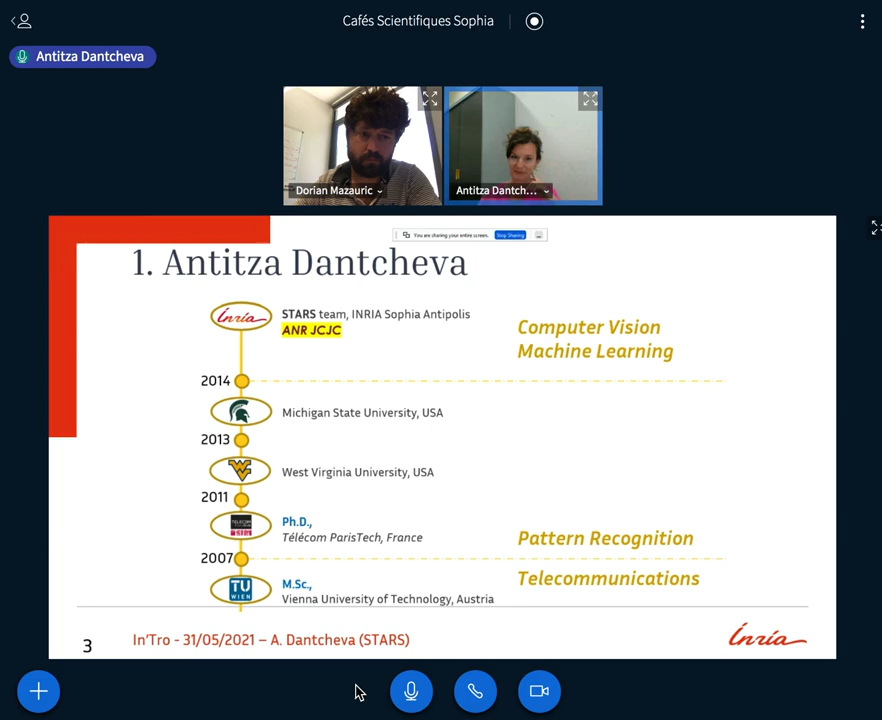 Cafés Scientifiques Sophia
Antitza Dantcheva
Dorian Mazauric
Antitza Dantch...
You are sharing your entire screen. Stop Sharing
1. Antitza Dantcheva
Inria
STARS team, INRIA Sophia Antipolis
ANR JCJC
Computer Vision
Machine Learning
2014
Michigan State University, USA
2013
West Virginia University, USA
2011
TELECOM
Ph.D.,
Télécom ParisTech, France
Pattern Recognition
2007
Telecommunications
TU
WIEN
M.Sc.,
Vienna University of Technology, Austria
3
In'Tro - 31/05/2021 – A. Dantcheva (STARS)
Inria